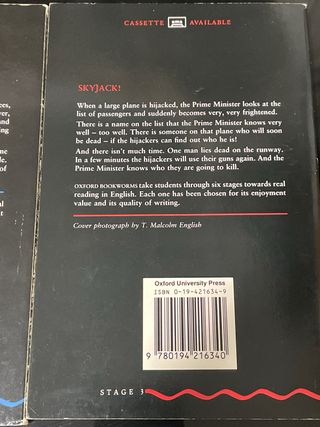 CASSETTE AVAILABLE
SKYJACK!
When a large plane is hijacked, the Prime Minister looks at the
list of passengers and suddenly becomes very, very frightened.
There is a name on the list that the Prime Minister knows very
well – too well. There is someone on that plane who will soon
be dead – if the hijackers can find out who he is!
And there isn't much time. One man lies dead on the runway.
In a few minutes the hijackers will use their guns again. And the
Prime Minister knows who they are going to kill.
OXFORD BOOKWORMS take students through six stages towards real
reading in English. Each one has been chosen for its enjoyment
value and its quality of writing.
Cover photograph by T. Malcolm English
Oxford University Press
ISBN 0-19-421634-9
9 780194 216340
STAGE 3